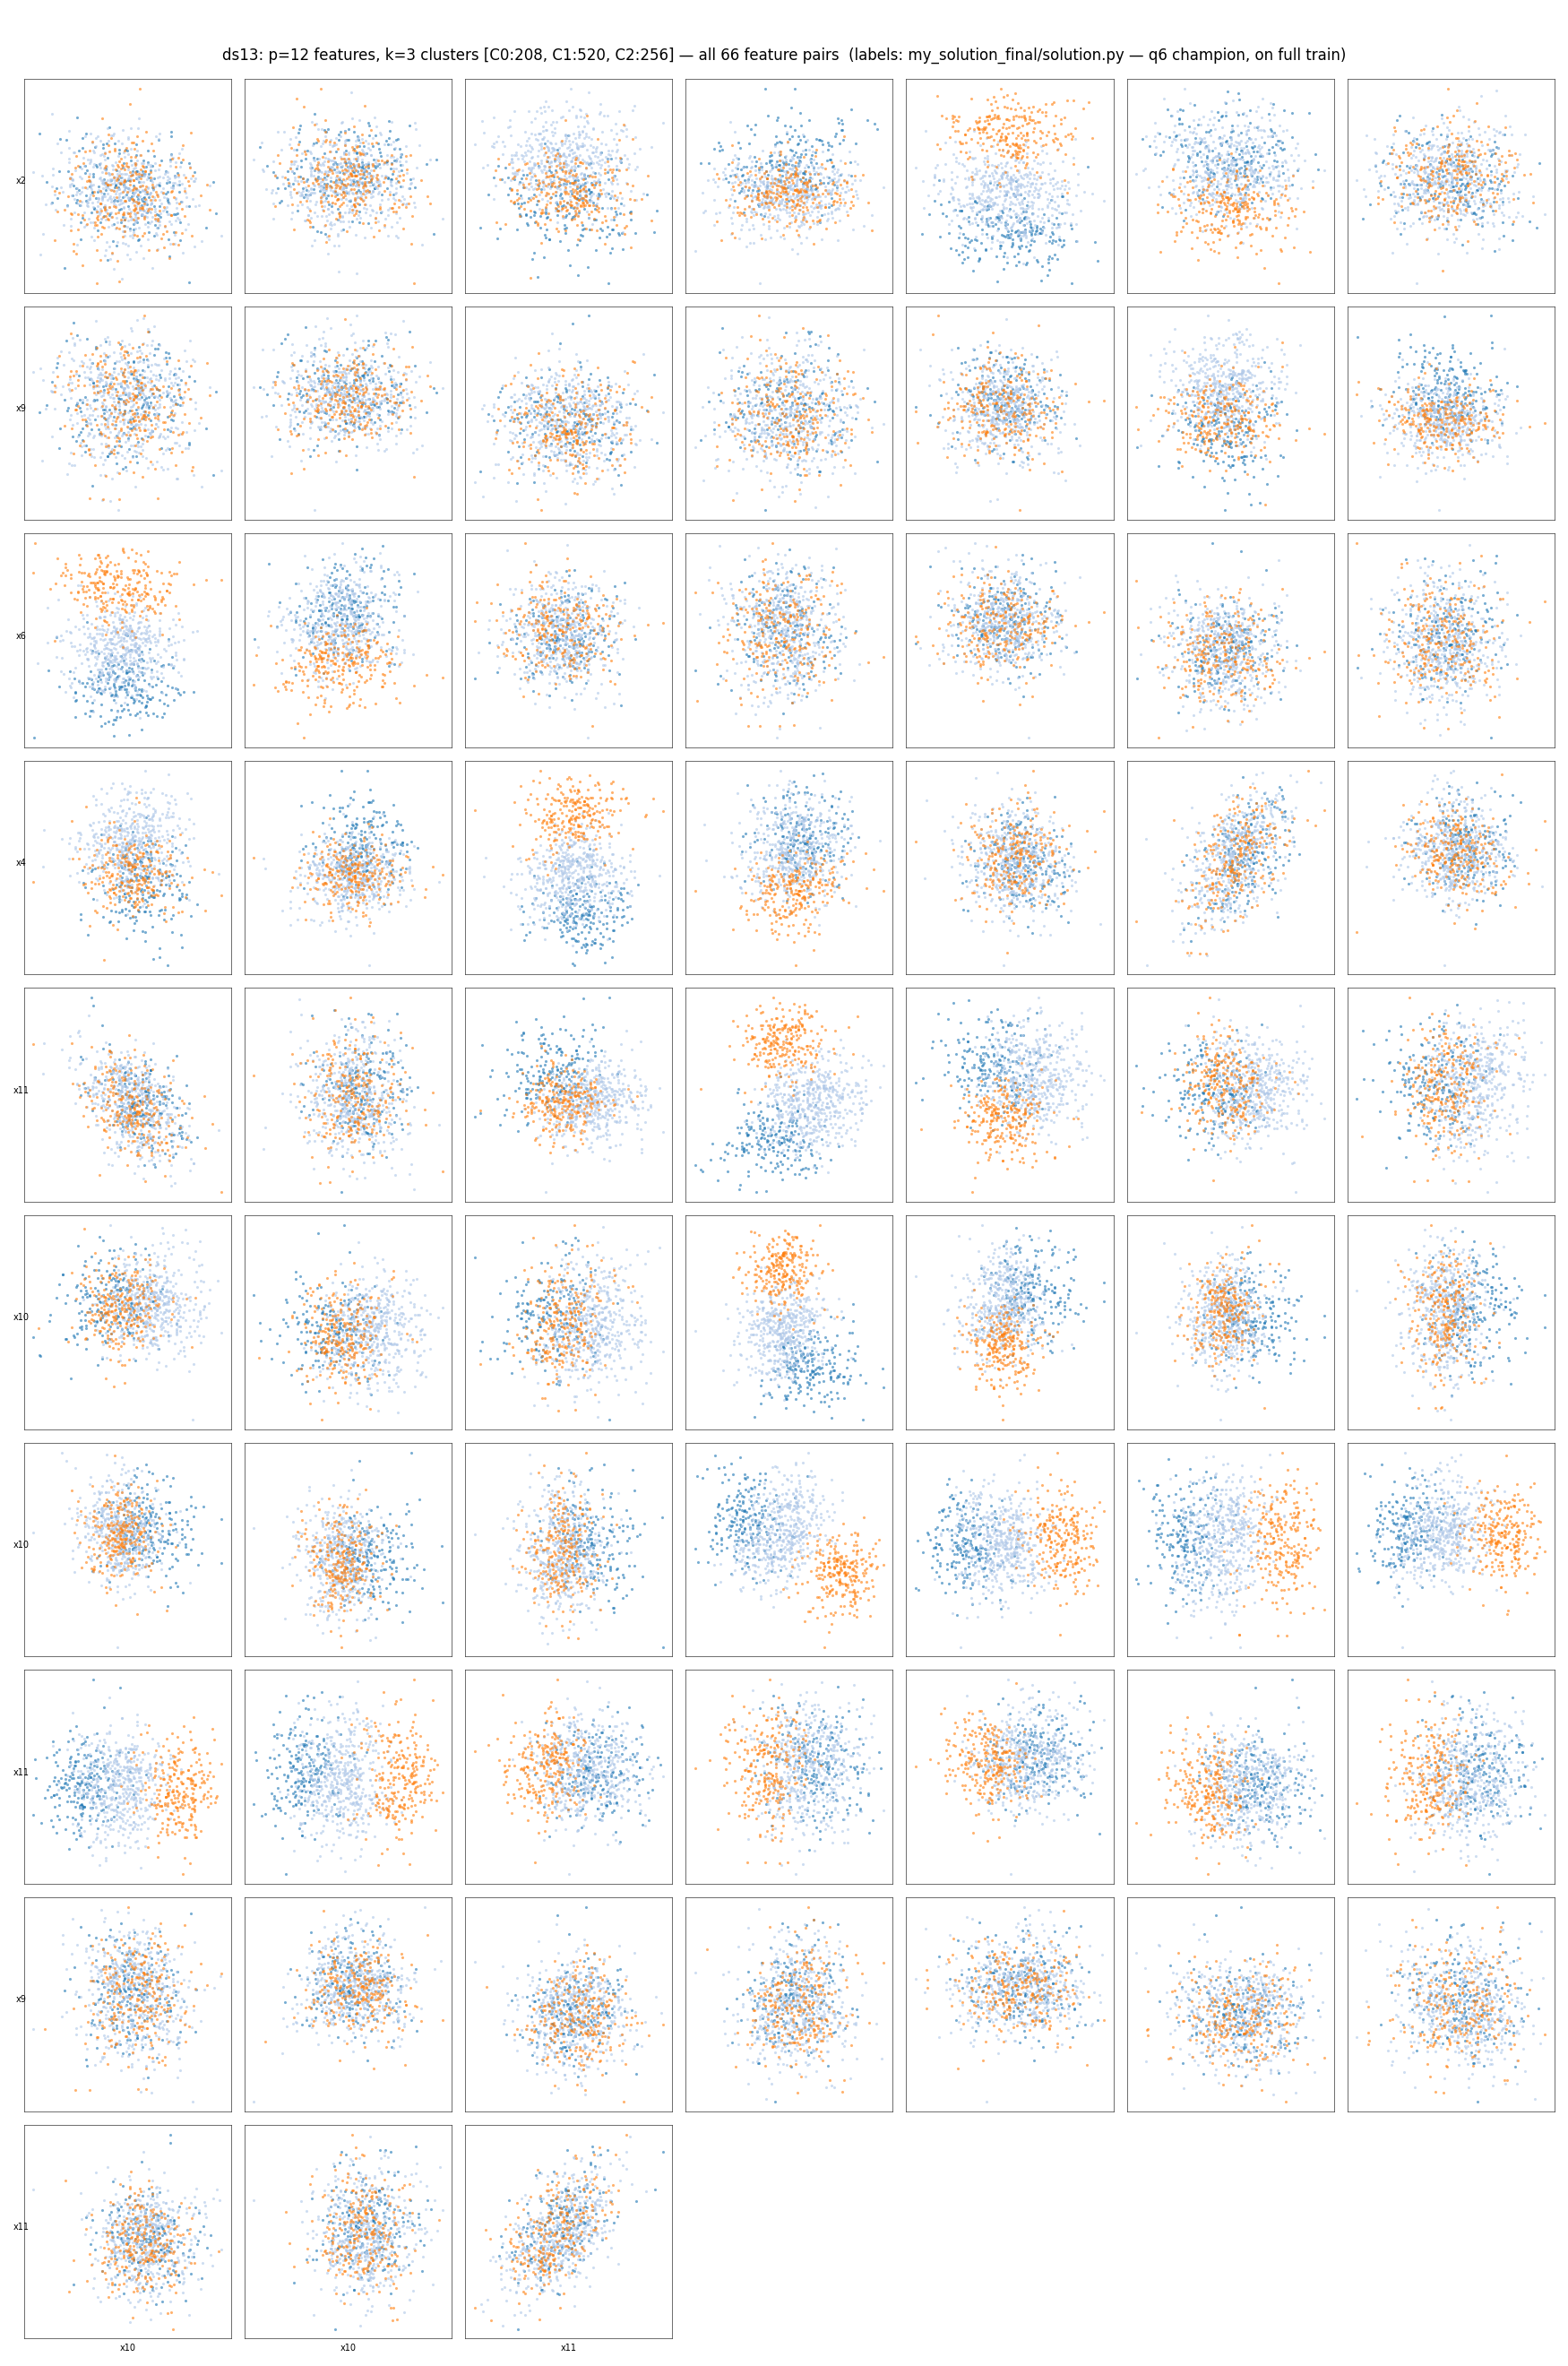 ds13: p=12 features, k=3 clusters [C0:208, C1:520, C2:256] — all 66 feature pairs  (labels: my_solution_final/solution.py — q6 champion, on full train)
x2
x9
x6
x4
x11
x10
x10
x11
x9
x11
x10 x10 x11